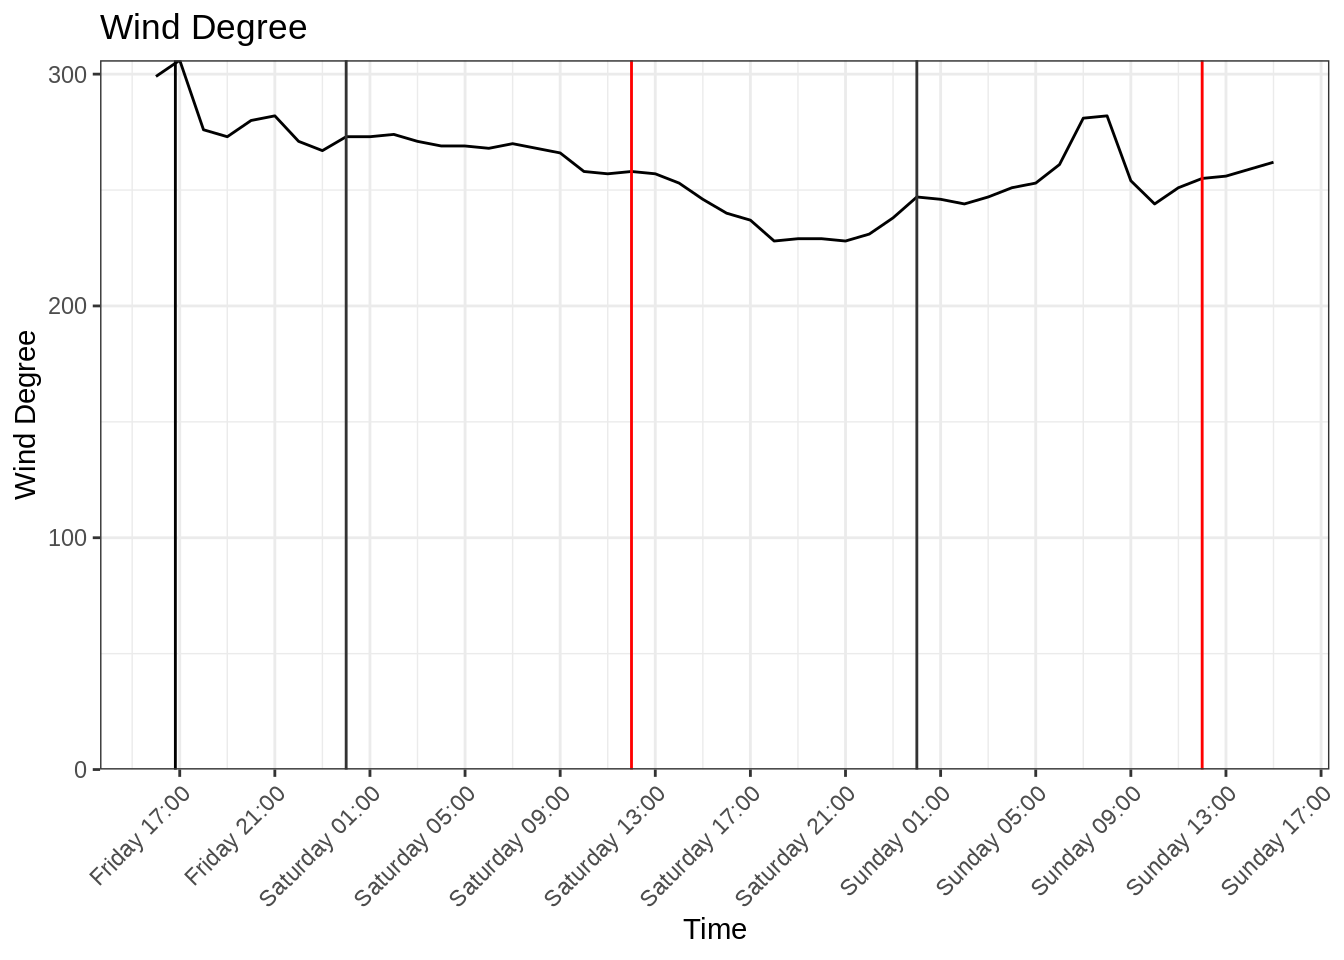 Wind Degree
Wind Degree
300
200
100
0
Friday 17:00
Friday 21:00
Saturday 01:00
Saturday 05:00
Saturday 09:00
Saturday 13:00
Saturday 17:00
Saturday 21:00
Sunday 01:00
Sunday 05:00
Sunday 09:00
Sunday 13:00
Sunday 17:00
Time